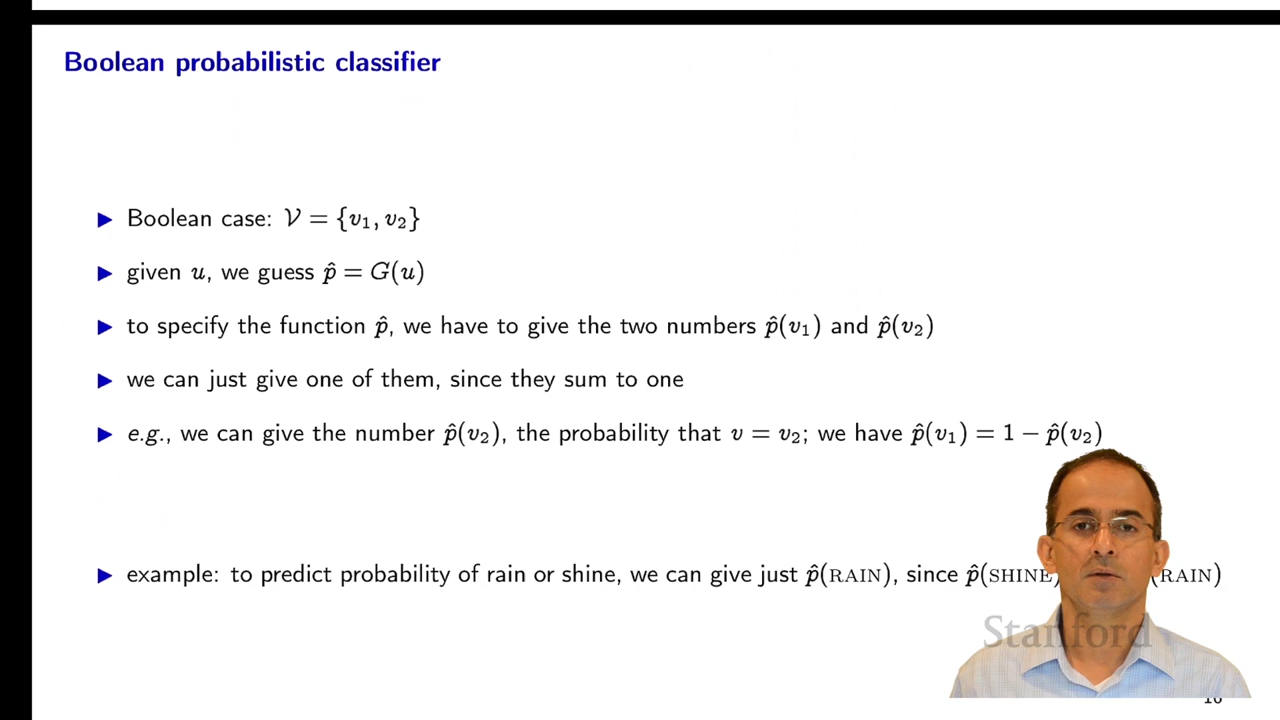 Boolean probabilistic classifier
▶ Boolean case: 𝒱 = {v₁, v₂}
▶ given u, we guess p̂ = G(u)
▶ to specify the function p̂, we have to give the two numbers p̂(v₁) and p̂(v₂)
▶ we can just give one of them, since they sum to one
▶ e.g., we can give the number p̂(v₂), the probability that v = v₂; we have p̂(v₁) = 1 − p̂(v₂)
▶ example: to predict probability of rain or shine, we can give just p̂(RAIN), since p̂(SHINE) (RAIN)
Stanford